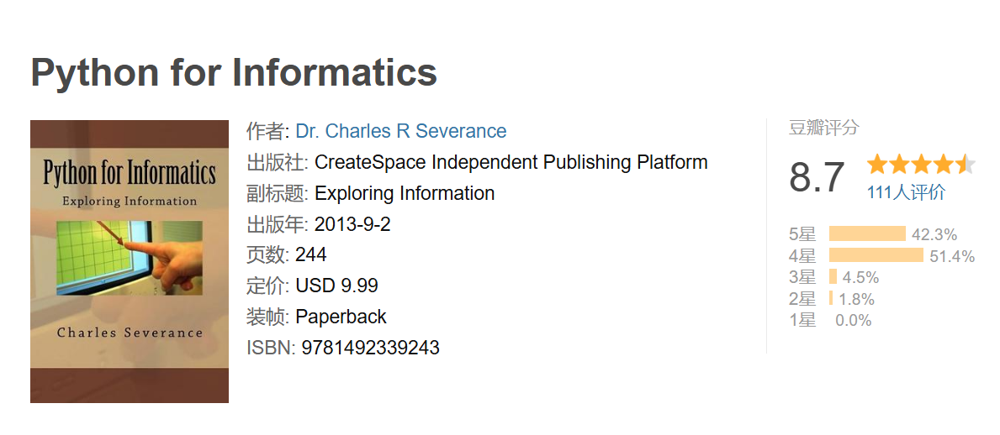 Python for Informatics
Python for Informatics
Exploring Information
Charles Severance
作者: Dr. Charles R Severance
出版社: CreateSpace Independent Publishing Platform
副标题: Exploring Information
出版年: 2013-9-2
页数: 244
定价: USD 9.99
装帧: Paperback
ISBN: 9781492339243
豆瓣评分
8.7
111人评价
5星 42.3%
4星 51.4%
3星 4.5%
2星 1.8%
1星 0.0%